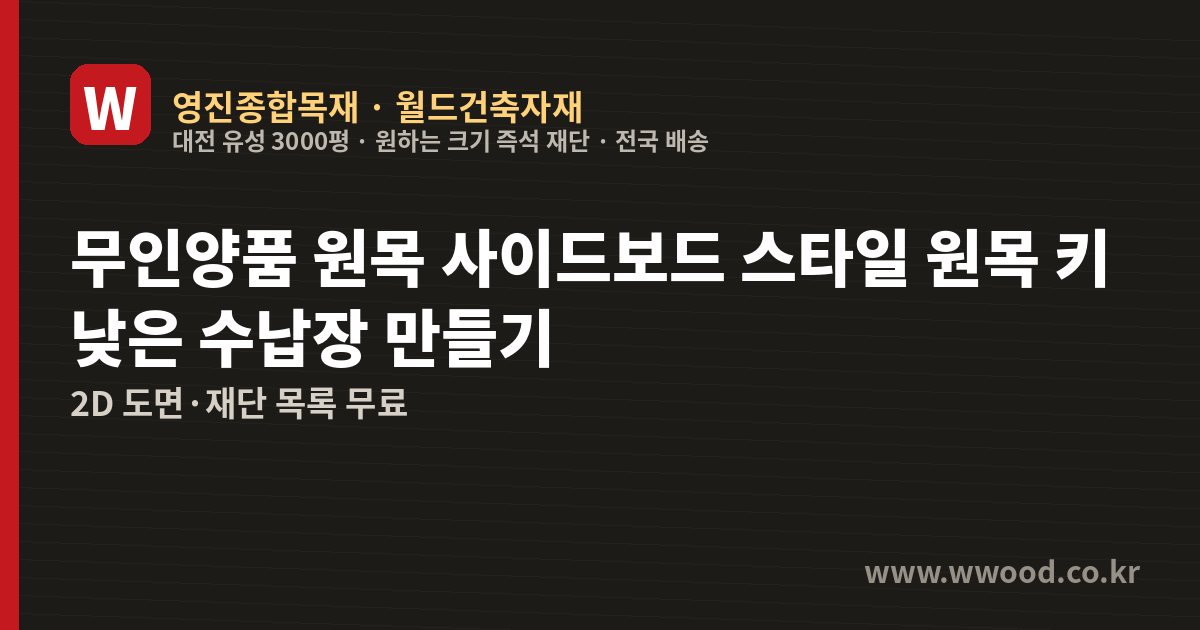 W
영진종합목재 · 월드건축자재
대전 유성 3000평 · 원하는 크기 즉석 재단 · 전국 배송
무인양품 원목 사이드보드 스타일 원목 키
낮은 수납장 만들기
2D 도면·재단 목록 무료
www.wwood.co.kr